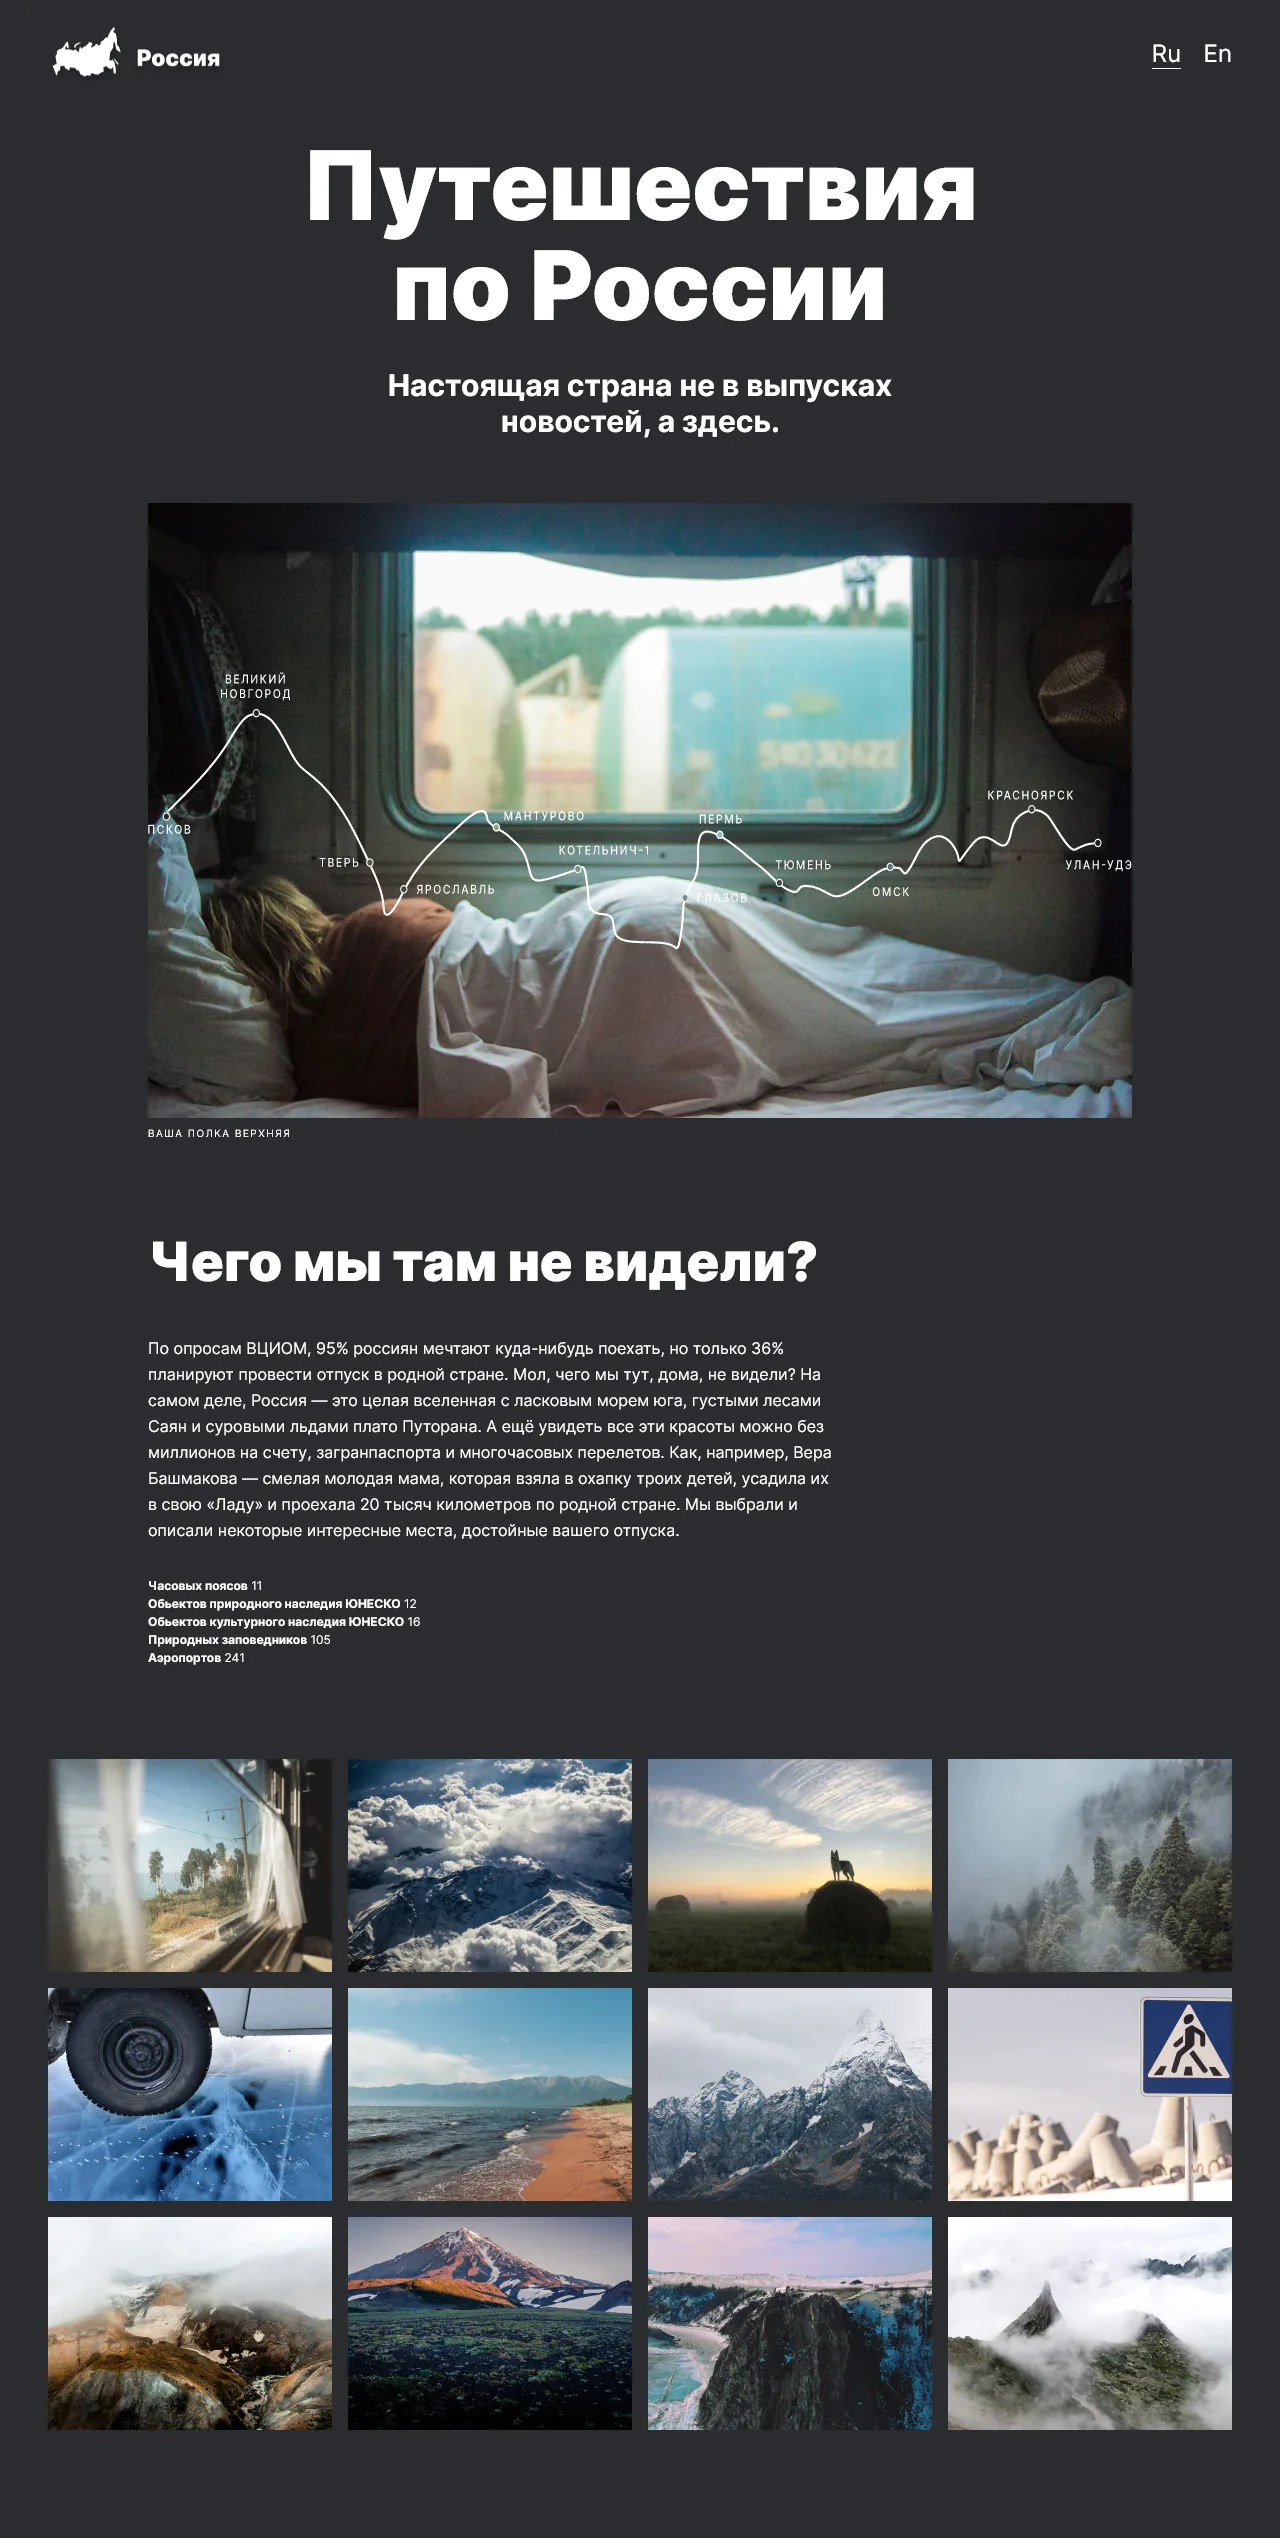 Россия
Ru En
Путешествия
по России
Настоящая страна не в выпусках
новостей, а здесь.
ВЕЛИКИЙ
НОВГОРОД
ПСКОВ
ТВЕРЬ
ЯРОСЛАВЛЬ
МАНТУРОВО
КОТЕЛЬНИЧ-1
ГЛАЗОВ
ПЕРМЬ
ТЮМЕНЬ
ОМСК
КРАСНОЯРСК
УЛАН-УДЭ
54030622
ВАША ПОЛКА ВЕРХНЯЯ
Чего мы там не видели?
По опросам ВЦИОМ, 95% россиян мечтают куда-нибудь поехать, но только 36%
планируют провести отпуск в родной стране. Мол, чего мы тут, дома, не видели? На
самом деле, Россия — это целая вселенная с ласковым морем юга, густыми лесами
Саян и суровыми льдами плато Путорана. А ещё увидеть все эти красоты можно без
миллионов на счету, загранпаспорта и многочасовых перелетов. Как, например, Вера
Башмакова — смелая молодая мама, которая взяла в охапку троих детей, усадила их
в свою «Ладу» и проехала 20 тысяч километров по родной стране. Мы выбрали и
описали некоторые интересные места, достойные вашего отпуска.
Часовых поясов 11
Обьектов природного наследия ЮНЕСКО 12
Обьектов культурного наследия ЮНЕСКО 16
Природных заповедников 105
Аэропортов 241